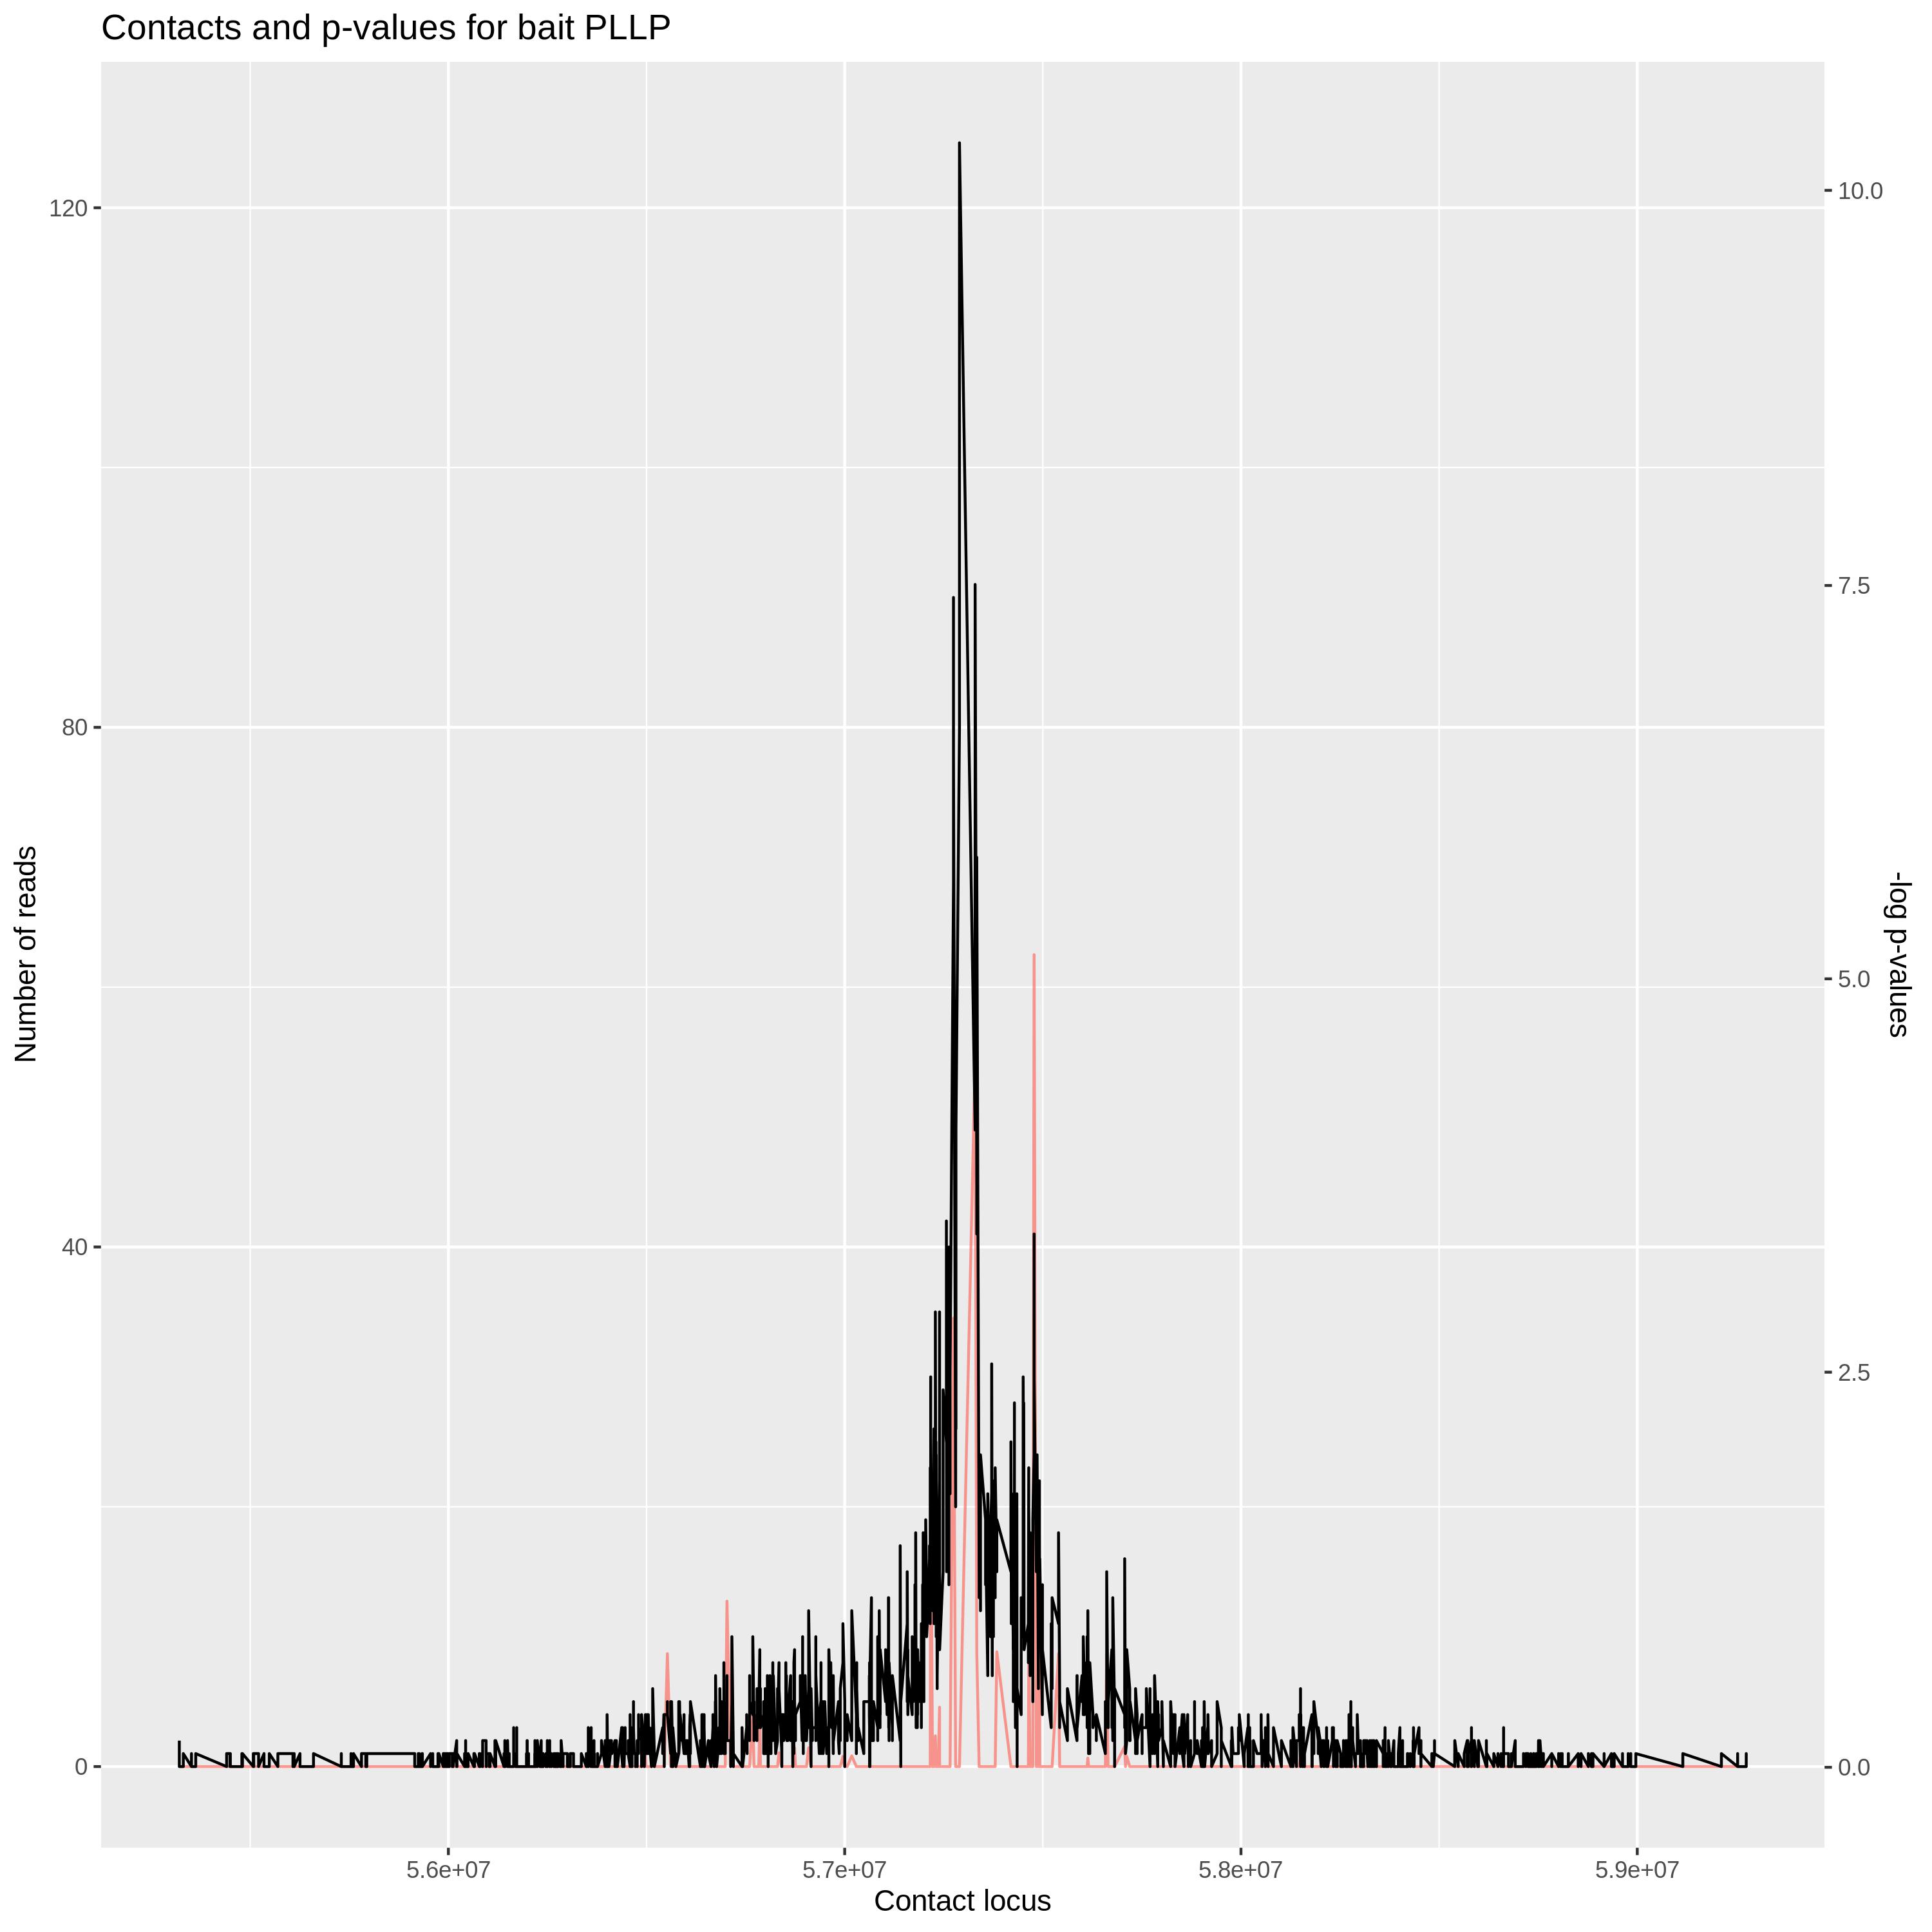 Contacts and p-values for bait PLLP
120
80
40
0
Number of reads
10.0
7.5
5.0
2.5
0.0
-log p-values
5.6e+07
5.7e+07
5.8e+07
5.9e+07
Contact locus